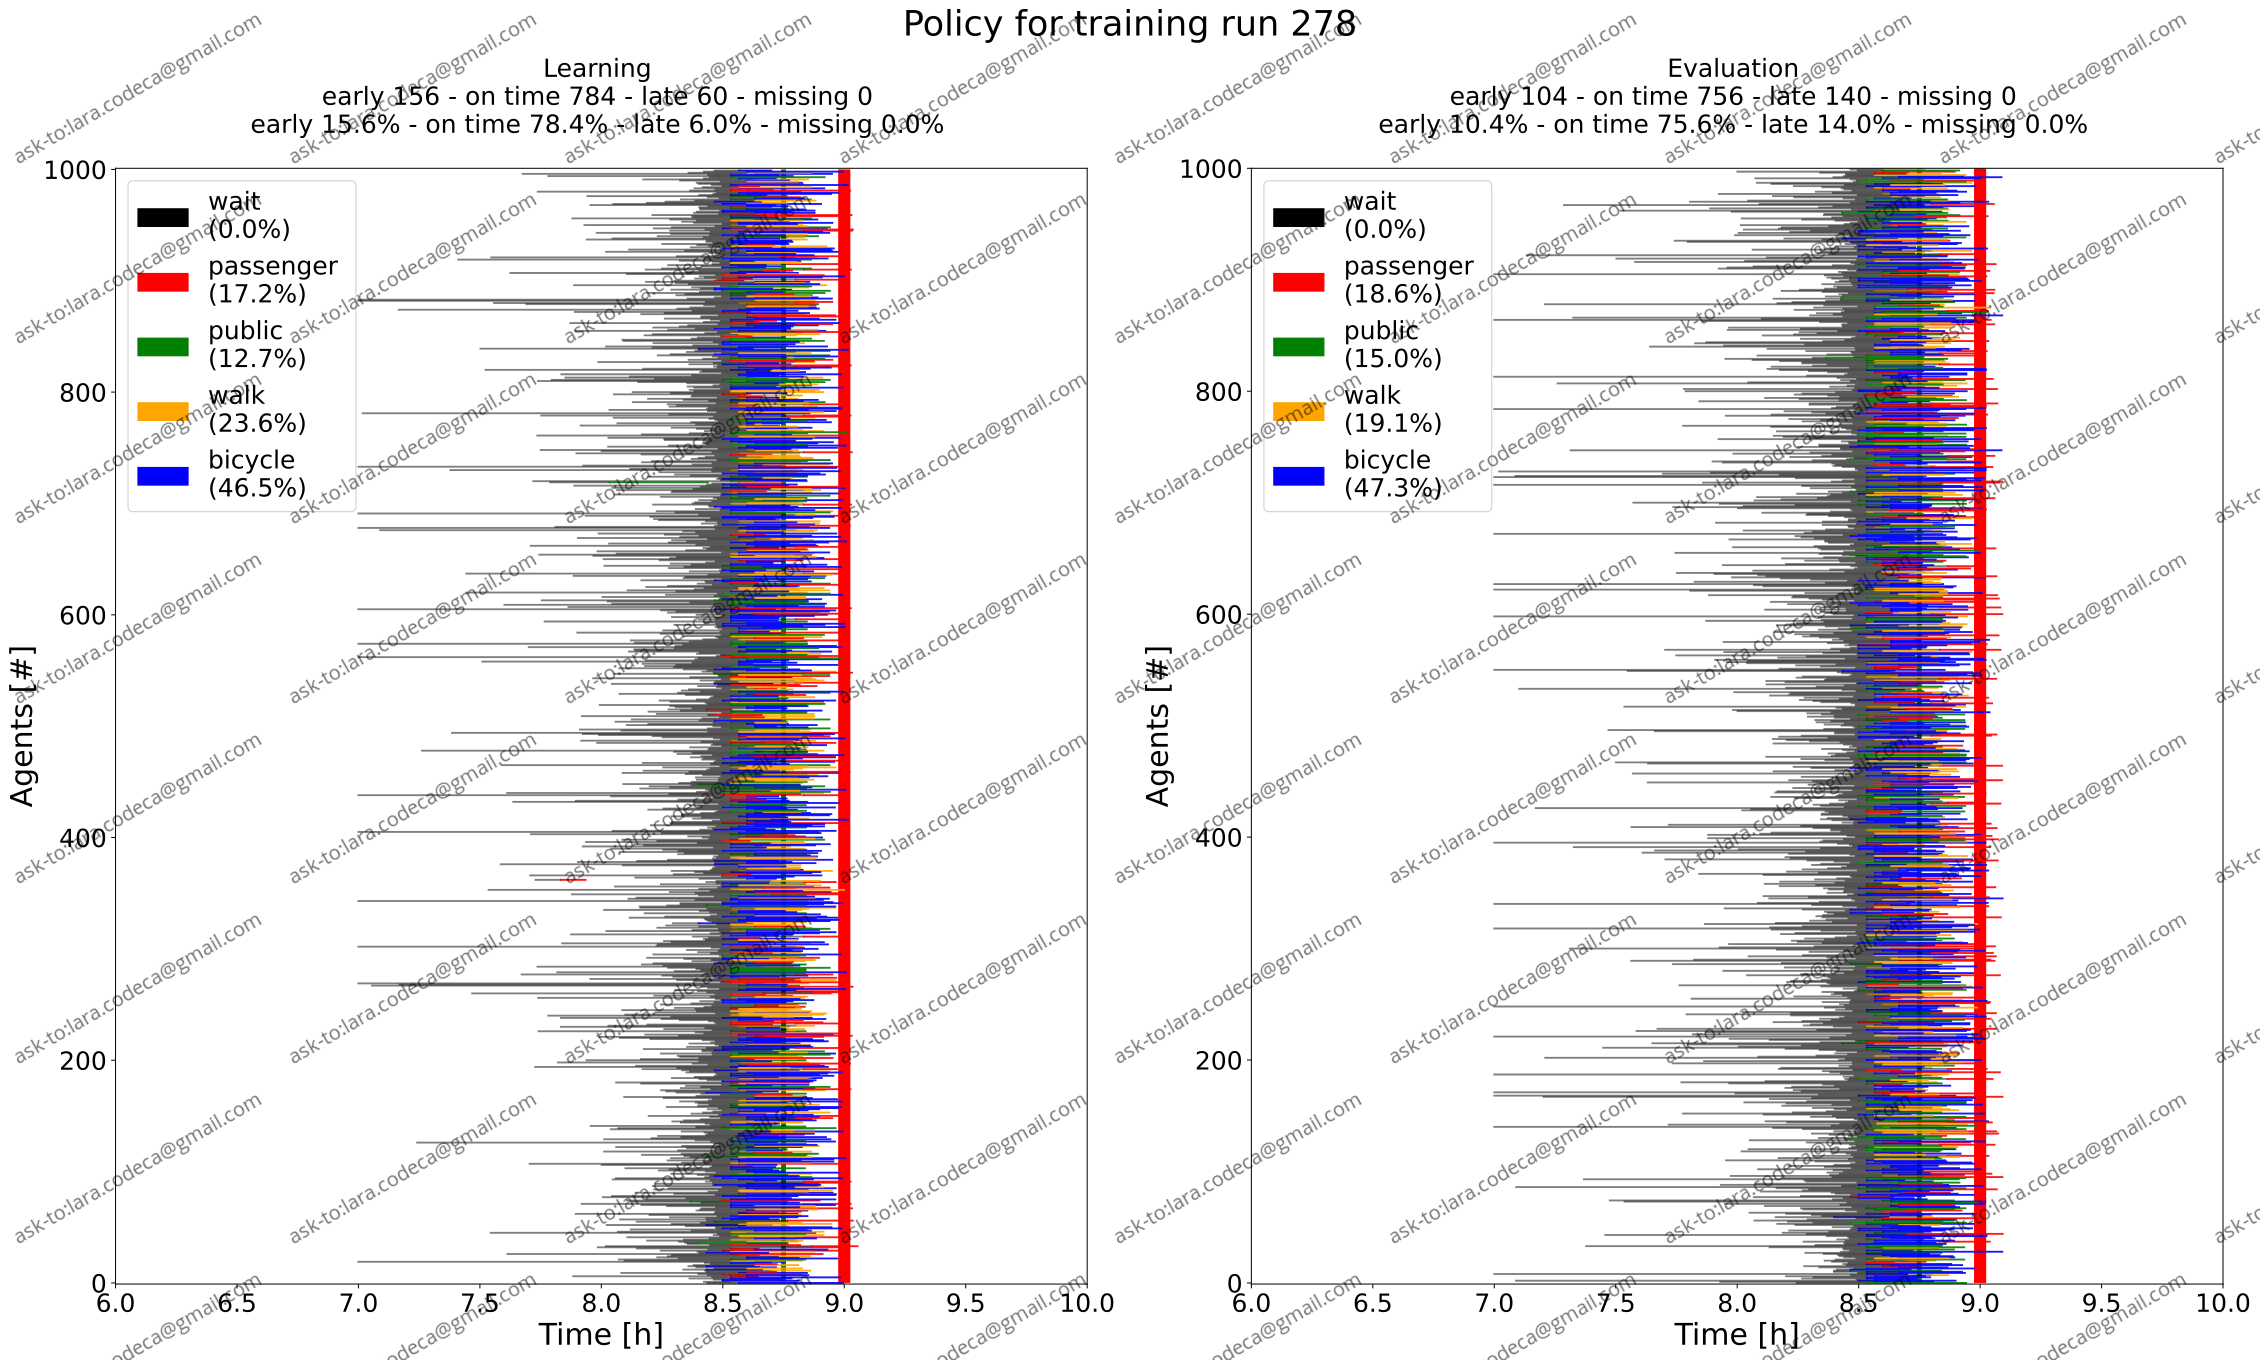 Policy for training run 278
Learning
early 156 - on time 784 - late 60 - missing 0
early 15.6% - on time 78.4% - late 6.0% - missing 0.0%
1000
800
600
400
200
0
Agents [#]
wait
(0.0%)
passenger
(17.2%)
public
(12.7%)
walk
(23.6%)
bicycle
(46.5%)
6.0 6.5 7.0 7.5 8.0 8.5 9.0 9.5 10.0
Time [h]
Evaluation
early 104 - on time 756 - late 140 - missing 0
early 10.4% - on time 75.6% - late 14.0% - missing 0.0%
1000
800
600
400
200
0
Agents [#]
wait
(0.0%)
passenger
(18.6%)
public
(15.0%)
walk
(19.1%)
bicycle
(47.3%)
6.0 6.5 7.0 7.5 8.0 8.5 9.0 9.5 10.0
Time [h]
ask-to:lara.codeca@gmail.com